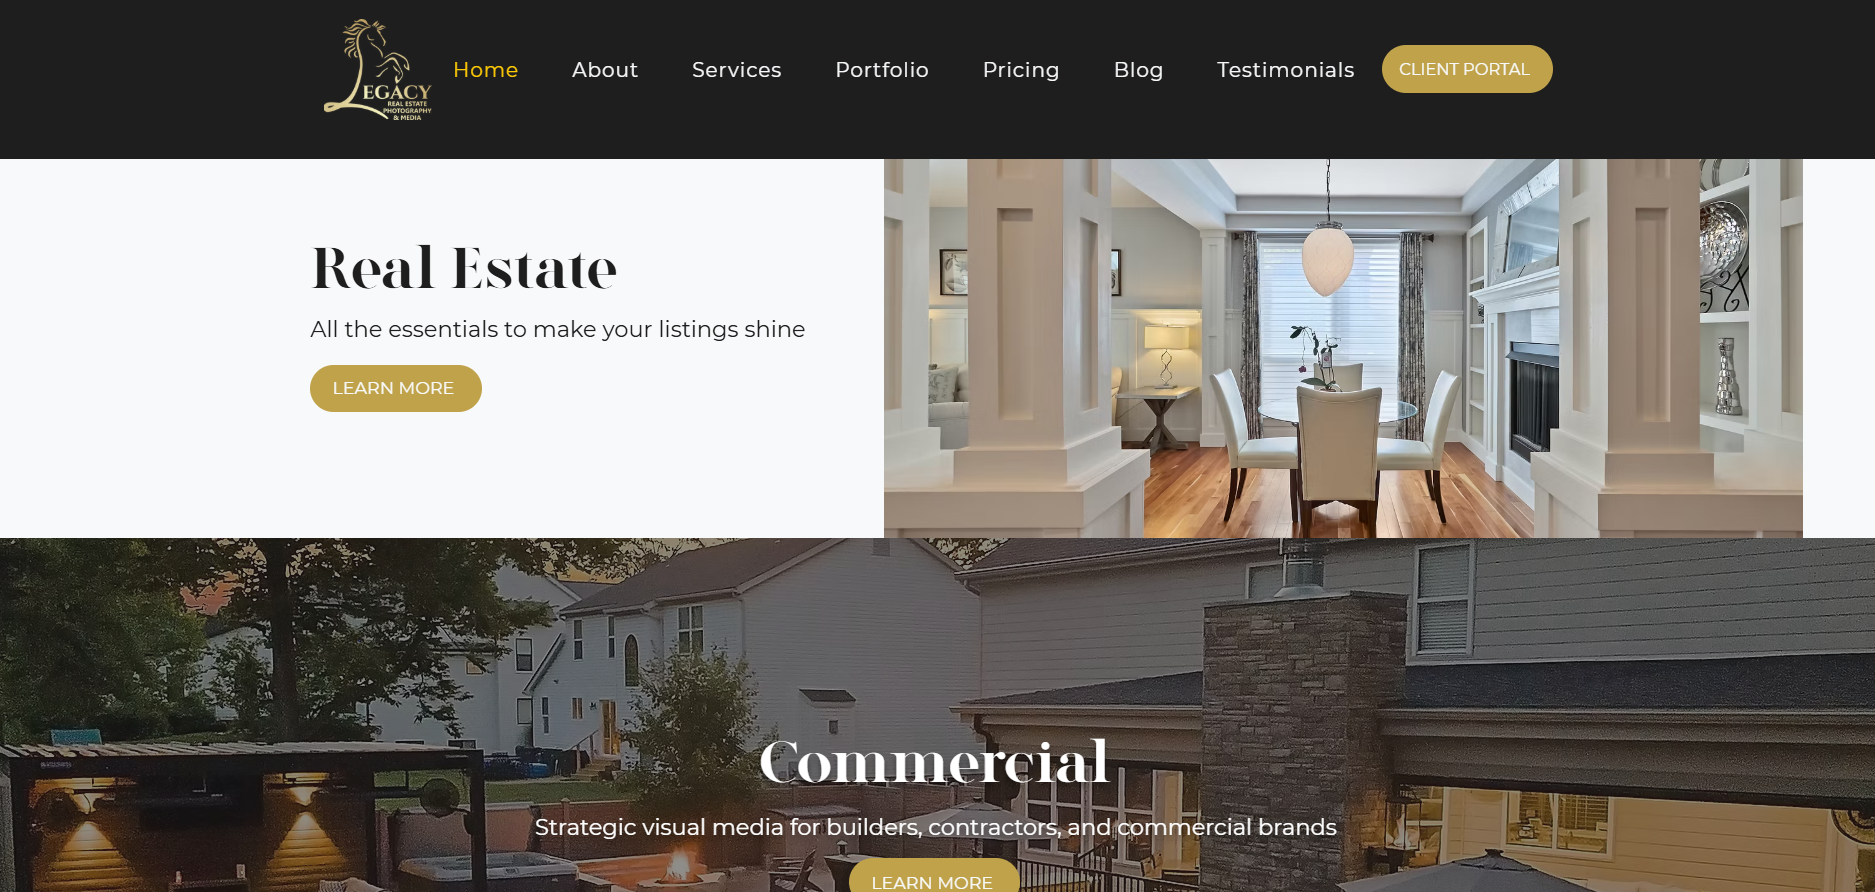 LEGACY
REAL ESTATE
PHOTOGRAPHY
& MEDIA
Home About Services Portfolio Pricing Blog Testimonials CLIENT PORTAL
Real Estate
All the essentials to make your listings shine
LEARN MORE
Commercial
Strategic visual media for builders, contractors, and commercial brands
LEARN MORE